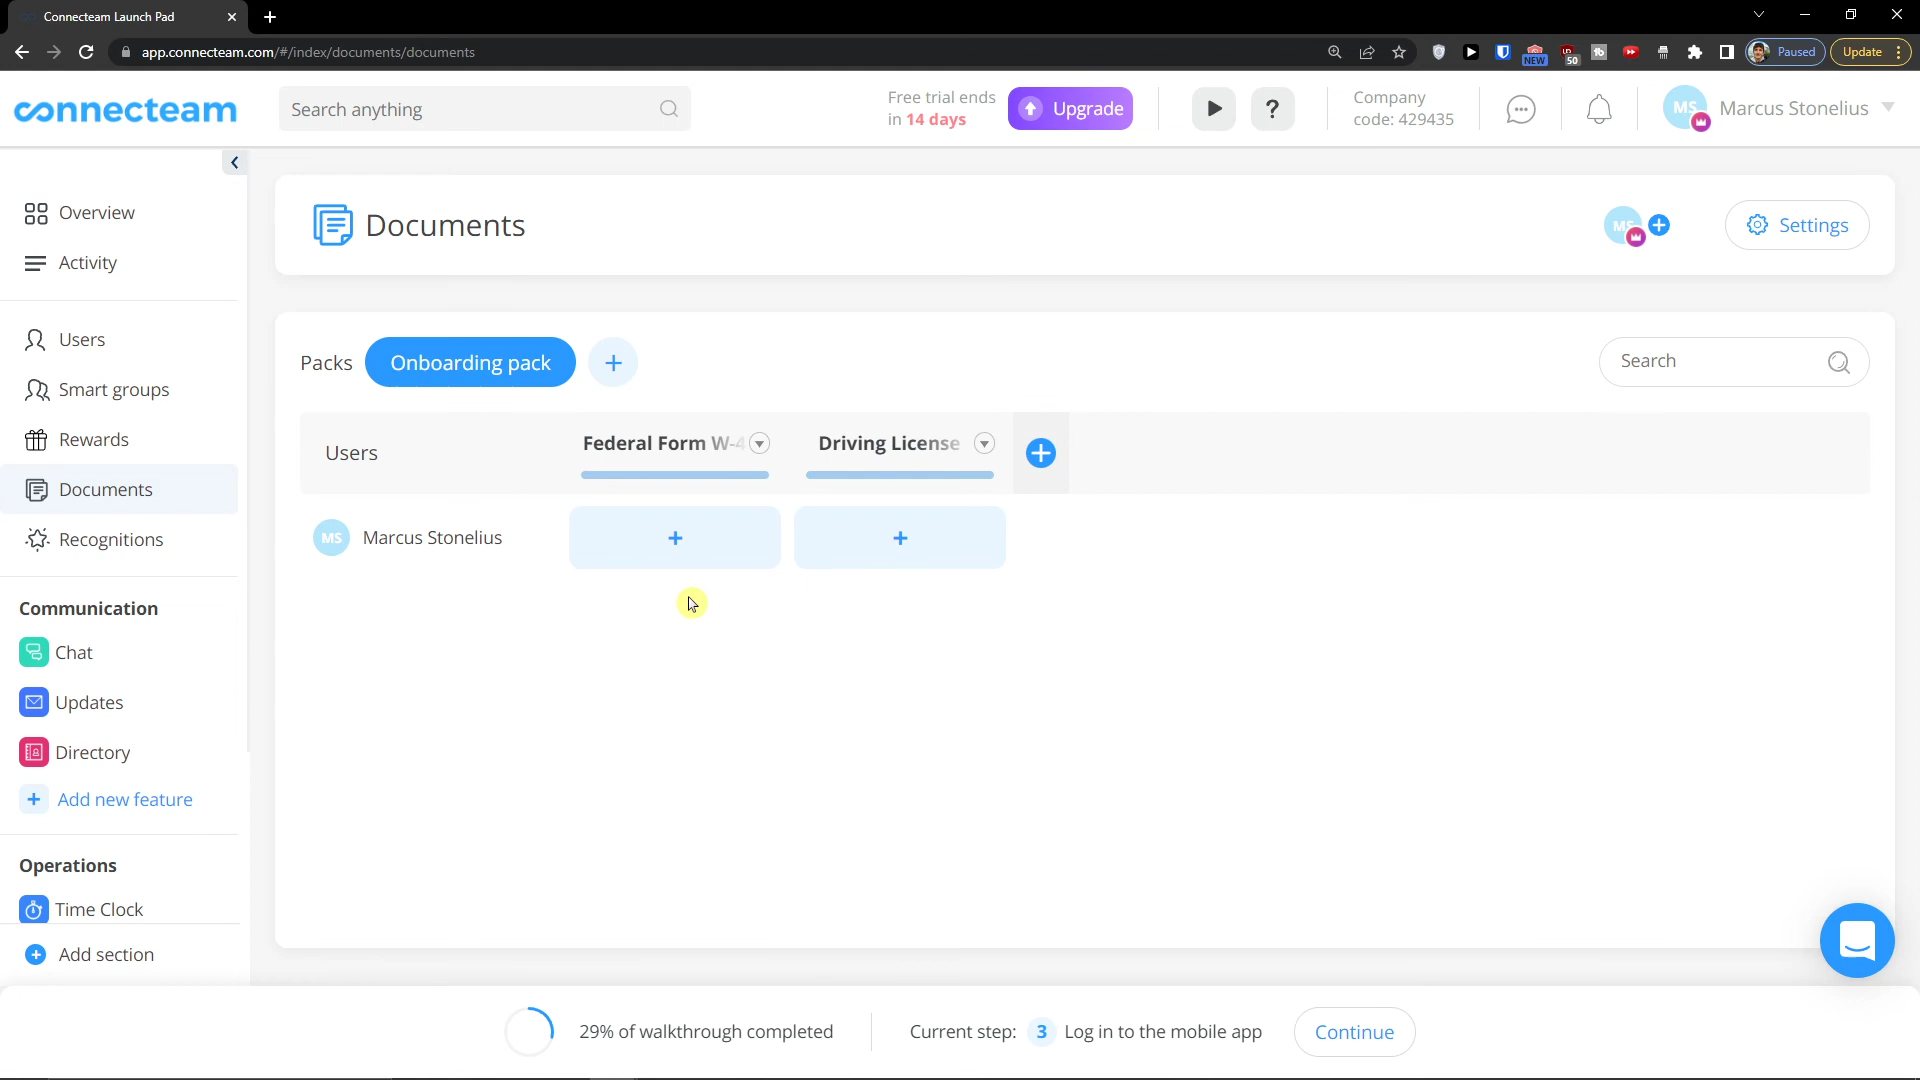 Connecteam Launch Pad
app.connecteam.com/#/index/documents/documents
NEW
50
Paused
Update
connecteam
Search anything
Free trial ends
in 14 days
Upgrade
?
Company
code: 429435
MS
Marcus Stonelius
Overview
Activity
Users
Smart groups
Rewards
Documents
Recognitions
Communication
Chat
Updates
Directory
Add new feature
Operations
Time Clock
Add section
Documents
MS
Settings
Packs
Onboarding pack
Search
Users
Federal Form W-4
Driving License
MS
Marcus Stonelius
29% of walkthrough completed
Current step: 3 Log in to the mobile app
Continue